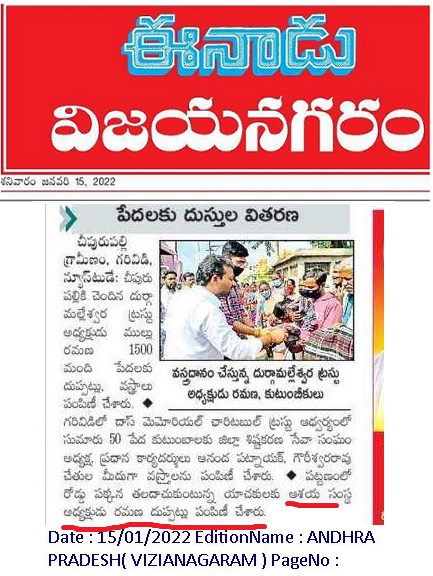 ఈనాడు
విజయనగరం
శనివారం జనవరి 15, 2022
పేదలకు దుస్తుల వితరణ
చీపురుపల్లి
గ్రామీణం, గరివిడి,
న్యూస్‌టుడే: చీపురు
పల్లికి చెందిన దుర్గా
మల్లేశ్వర ట్రస్టు
అధ్యక్షుడు ముల్లు
రమణ 1500
మంది పేదలకు
దుప్పట్లు, వస్త్రాలు
పంపిణీ చేశారు. ◆
గరివిడిలో దాస్ మెమోరియల్ చారిటబుల్ ట్రస్టు ఆధ్వర్యంలో
సుమారు 50 పేద కుటుంబాలకు జిల్లా శిష్టకరణ సేవా సంఘం
అధ్యక్ష, ప్రధాన కార్యదర్శులు ఆనంద పట్నాయక్, గౌరీశ్వరరావు
చేతుల మీదుగా వస్త్రాలను పంపిణీ చేశారు. ◆ పట్టణంలో
రోడ్డు పక్కన తలదాచుకుంటున్న యాచకులకు ఆశయ సంస్థ
అధ్యక్షుడు రమణ దుప్పట్లు పంపిణీ చేశారు.
వస్త్రదానం చేస్తున్న దుర్గామల్లేశ్వర ట్రస్టు
అధ్యక్షుడు రమణ, కుటుంబీకులు
Date : 15/01/2022 EditionName : ANDHRA
PRADESH( VIZIANAGARAM ) PageNo :